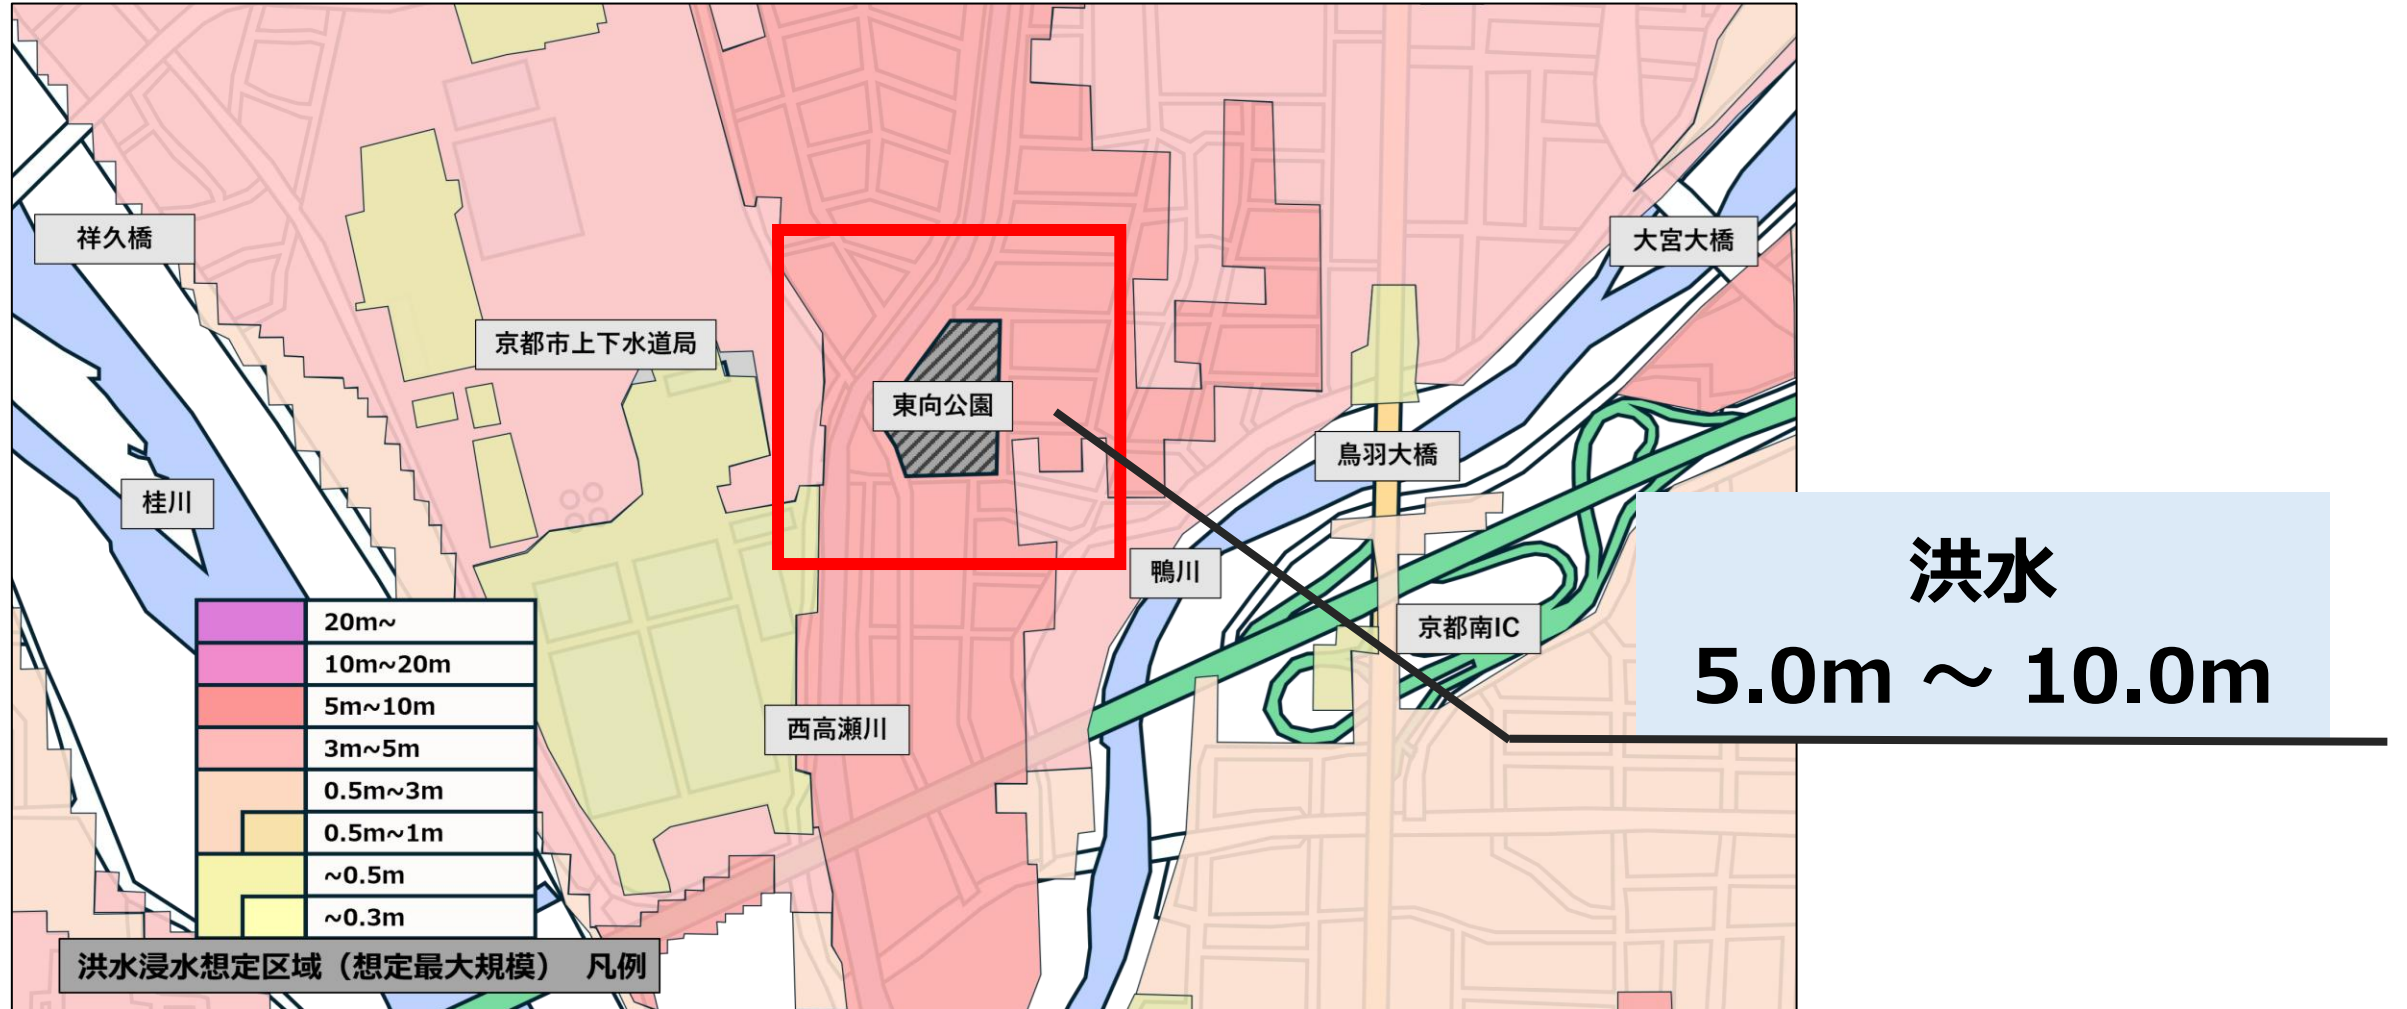 大宮大橋
祥久橋
京都市上下水道局
東向公園
鳥羽大橋
桂川
鴨川
京都南IC
西高瀬川
洪水
5.0m ～ 10.0m
20m~
10m~20m
5m~10m
3m~5m
0.5m~3m
0.5m~1m
~0.5m
~0.3m
洪水浸水想定区域（想定最大規模） 凡例